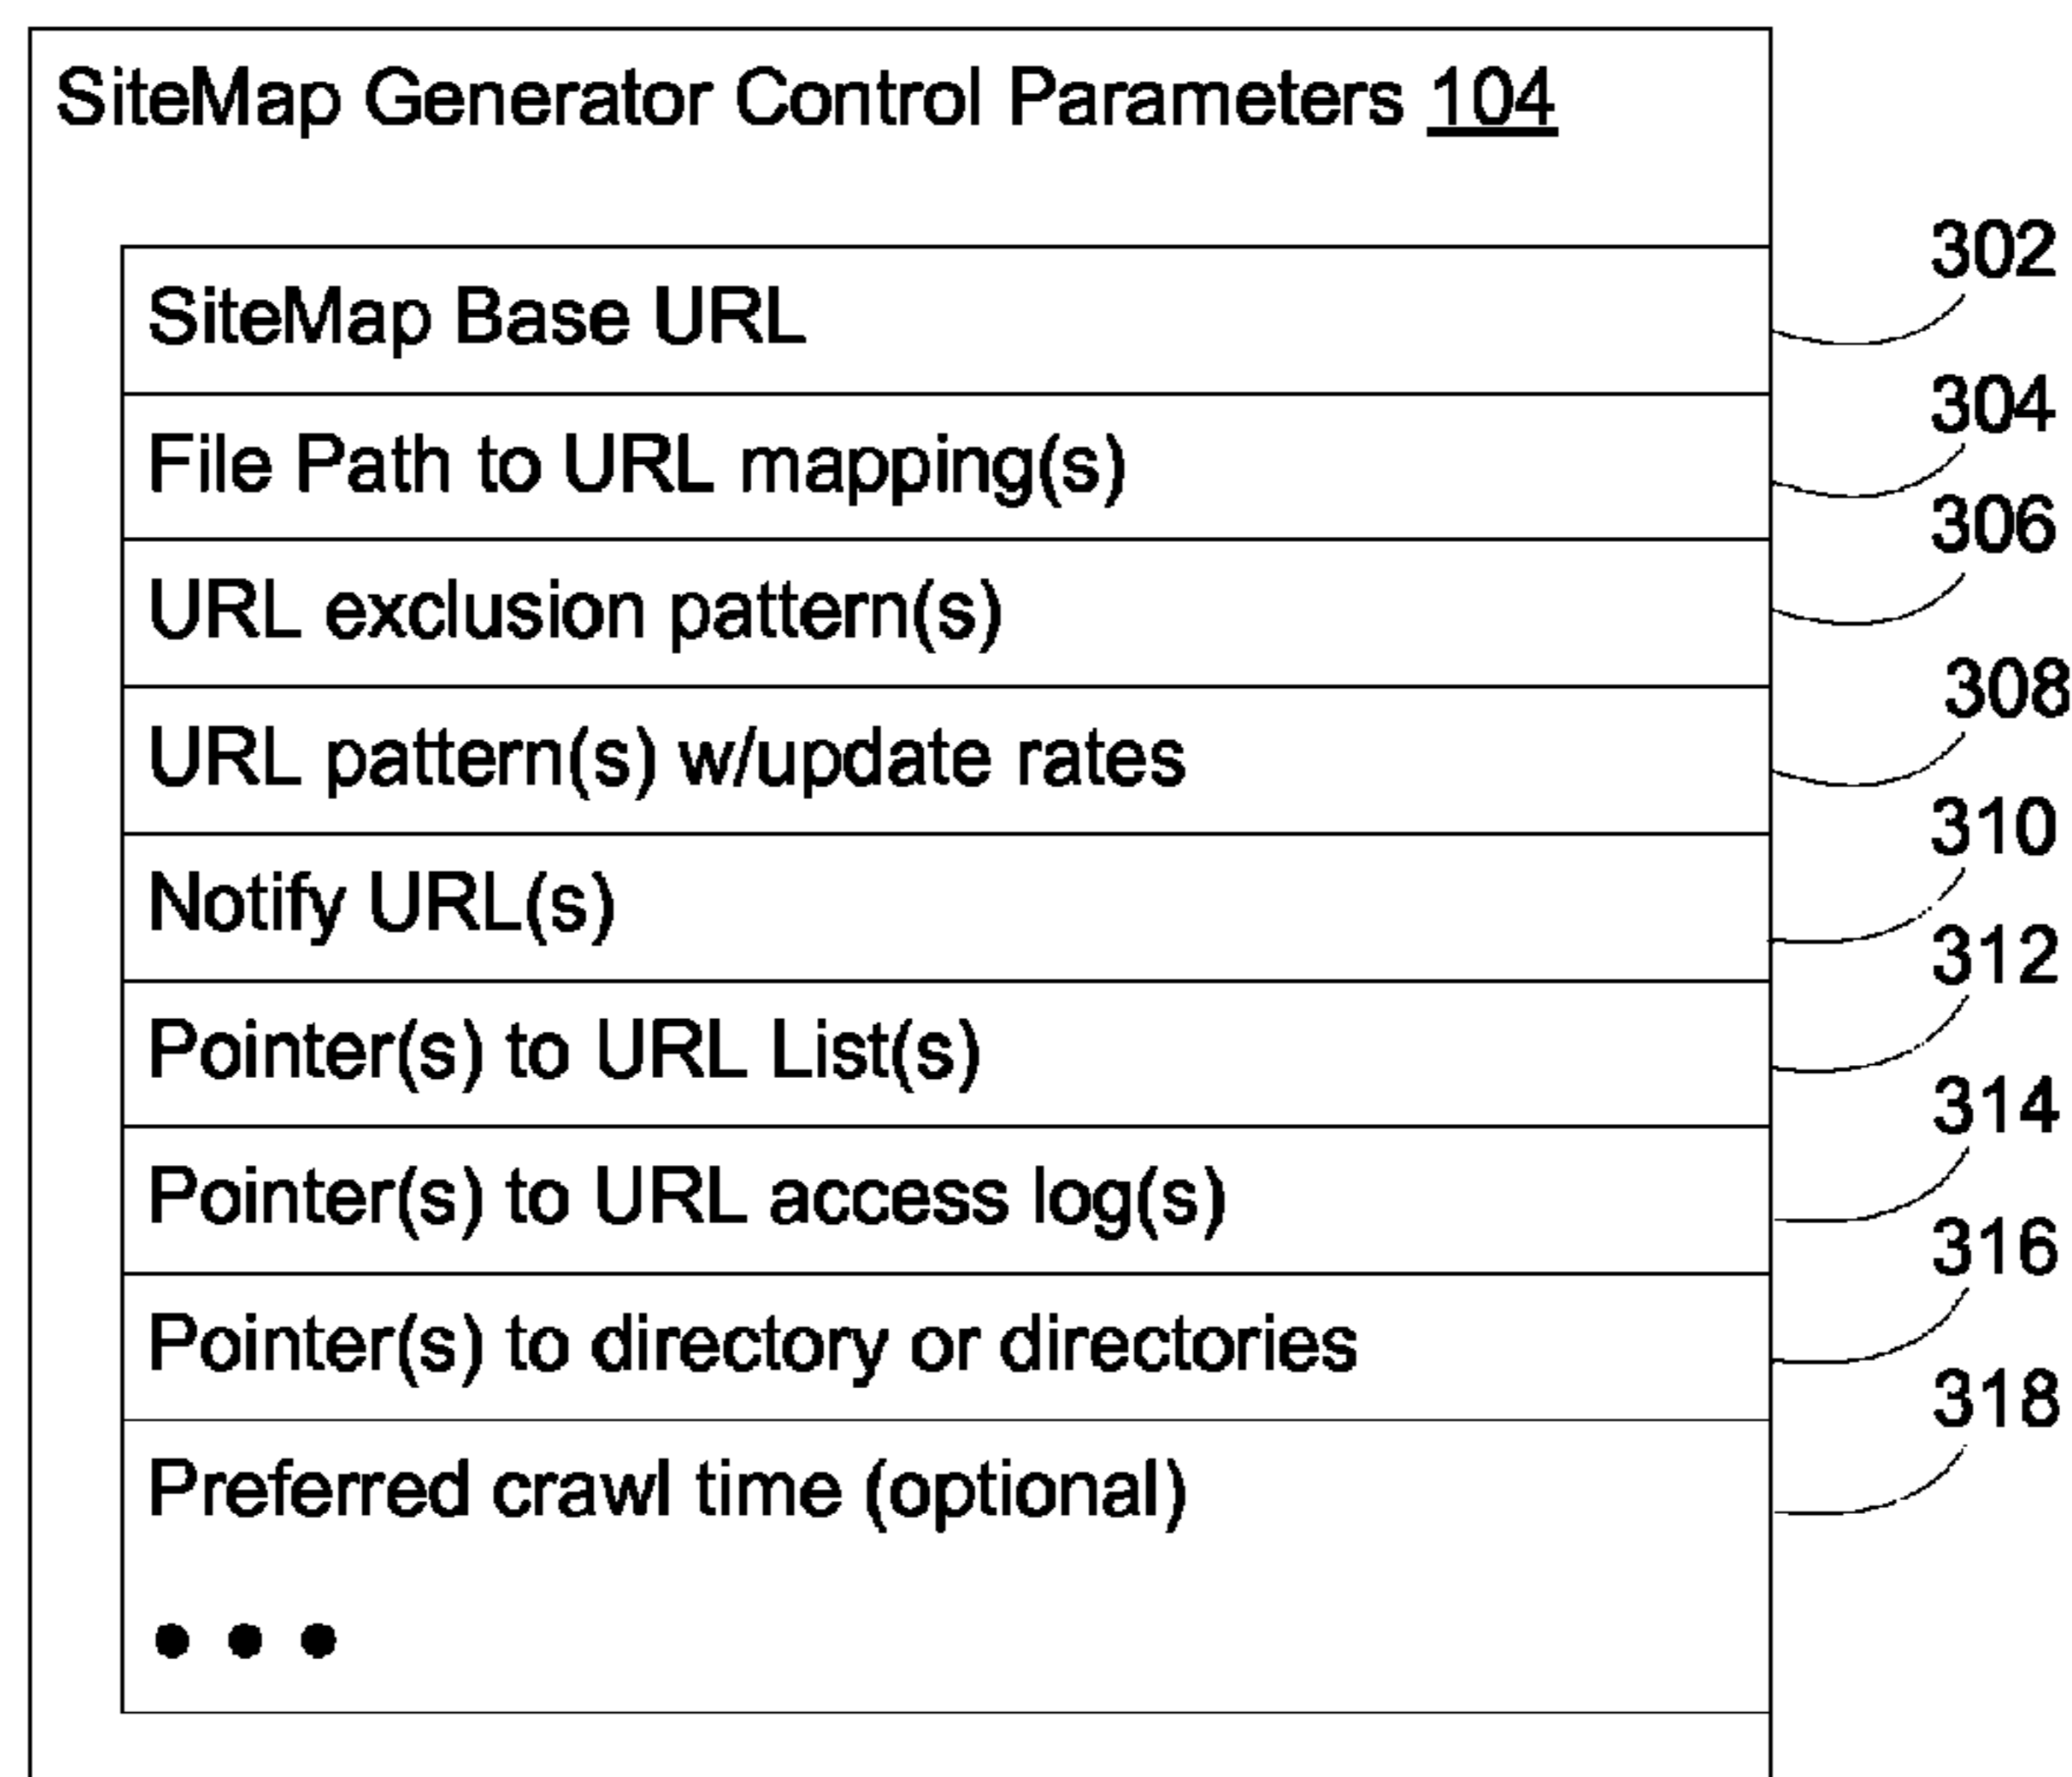 SiteMap Generator Control Parameters 104
302
SiteMap Base URL
304
File Path to URL mapping(s)
306
URL exclusion pattern(s)
308
URL pattern(s) w/update rates
310
Notify URL(s)
312
Pointer(s) to URL List(s)
314
Pointer(s) to URL access log(s)
316
Pointer(s) to directory or directories
318
Preferred crawl time (optional)
• • •